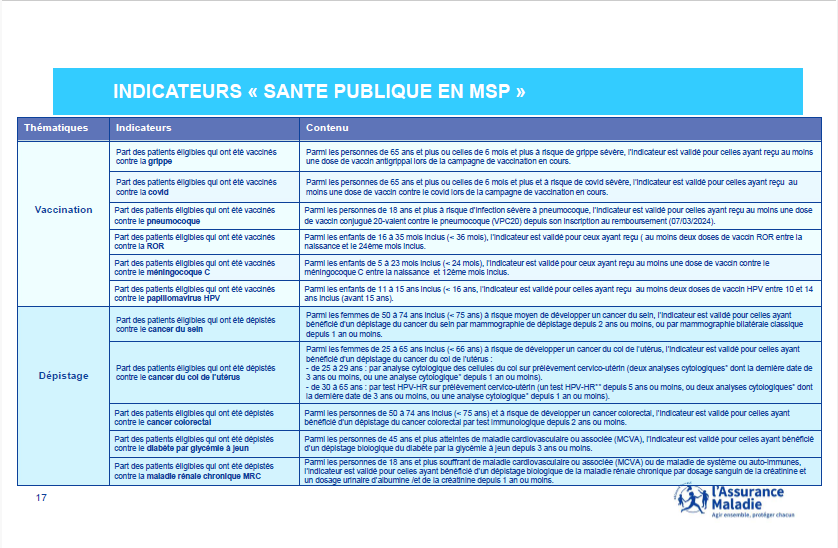 INDICATEURS « SANTE PUBLIQUE EN MSP »
Thématiques
Indicateurs
Contenu
Vaccination
Part des patients éligibles qui ont été vaccinés
contre la grippe
Parmi les personnes de 65 ans et plus ou celles de 6 mois et plus à risque de grippe sévère, l'indicateur est validé pour celles ayant reçu au moins
une dose de vaccin antigrippal lors de la campagne de vaccination en cours.
Part des patients éligibles qui ont été vaccinés
contre la covid
Parmi les personnes de 65 ans et plus ou celles de 6 mois et plus et à risque de covid sévère, l'indicateur est validé pour celles ayant reçu au
moins une dose de vaccin contre le covid lors de la campagne de vaccination en cours.
Part des patients éligibles qui ont été vaccinés
contre le pneumocoque
Parmi les personnes de 18 ans et plus à risque d'infection sévère à pneumocoque, l'indicateur est validé pour celles ayant reçu au moins une dose
de vaccin conjugué 20-valent contre le pneumocoque (VPC20) depuis son inscription au remboursement (07/03/2024).
Part des patients éligibles qui ont été vaccinés
contre la ROR
Parmi les enfants de 16 à 35 mois inclus (< 36 mois), l'indicateur est validé pour ceux ayant reçu ( au moins deux doses de vaccin ROR entre la
naissance et le 24ème mois inclus.
Part des patients éligibles qui ont été vaccinés
contre le méningocoque C
Parmi les enfants de 5 à 23 mois inclus (< 24 mois), l'indicateur est validé pour ceux ayant reçu au moins une dose de vaccin contre le
méningocoque C entre la naissance et 12ème mois inclus.
Part des patients éligibles qui ont été vaccinés
contre le papillomavirus HPV
Parmi les enfants de 11 à 15 ans inclus (< 16 ans, l'indicateur est validé pour celles ayant reçu au moins deux doses de vaccin HPV entre 10 et 14
ans inclus (avant 15 ans).
Dépistage
Part des patients éligibles qui ont été dépistés
contre le cancer du sein
Parmi les femmes de 50 à 74 ans inclus (< 75 ans) à risque moyen de développer un cancer du sein, l'indicateur est validé pour celles ayant
bénéficié d'un dépistage du cancer du sein par mammographie de dépistage depuis 2 ans ou moins, ou par mammographie bilatérale classique
depuis 1 an ou moins.
Part des patients éligibles qui ont été dépistés
contre le cancer du col de l'utérus
Parmi les femmes de 25 à 65 ans inclus (< 66 ans) à risque de développer un cancer du col de l'utérus, l'indicateur est validé pour celles ayant
bénéficié d'un dépistage du cancer du col de l'utérus :
- de 25 à 29 ans : par analyse cytologique des cellules du col sur prélèvement cervico-utérin (deux analyses cytologiques* dont la dernière date de
3 ans ou moins, ou une analyse cytologique* depuis 1 an ou moins).
- de 30 à 65 ans : par test HPV-HR sur prélèvement cervico-utérin (un test HPV-HR** depuis 5 ans ou moins, ou deux analyses cytologiques* dont
la dernière date de 3 ans ou moins, ou une analyse cytologique* depuis 1 an ou moins).
Part des patients éligibles qui ont été dépistés
contre le cancer colorectal
Parmi les personnes de 50 à 74 ans inclus (< 75 ans) et à risque de développer un cancer colorectal, l'indicateur est validé pour celles ayant
bénéficié d'un dépistage du cancer colorectal par test immunologique depuis 2 ans ou moins.
Part des patients éligibles qui ont été dépistés
contre le diabète par glycémie à jeun
Parmi les personnes de 45 ans et plus atteintes de maladie cardiovasculaire ou associée (MCVA), l'indicateur est validé pour celles ayant bénéficié
d'un dépistage biologique du diabète par glycémie à jeun depuis 3 ans ou moins.
Part des patients éligibles qui ont été dépistés
contre la maladie rénale chronique MRC
Parmi les personnes de 18 ans et plus souffrant de maladie cardiovasculaire ou associée (MCVA) ou de maladie de système ou auto-immunes,
l'indicateur est validé pour celles ayant bénéficié d'un dépistage biologique de la maladie rénale chronique par dosage sanguin de la créatinine et
un dosage urinaire d'albumine /et de la créatinine depuis 1 an ou moins.
17
l'Assurance
Maladie
Agir ensemble, protéger chacun